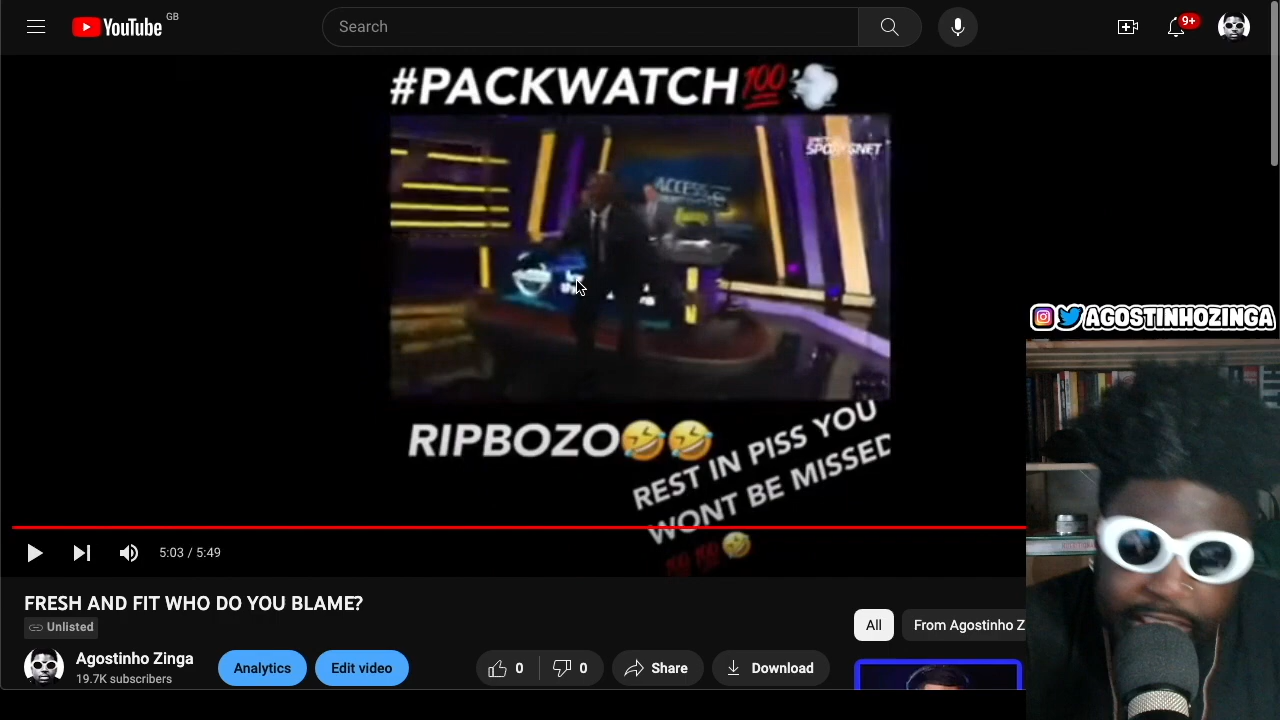 YouTube GB
Search
9+
#PACKWATCH💯💨
SPORTSNET
ACCESS
RIPBOZO🤣🤣
REST IN PISS YOU
WONT BE MISSED
💯💯🤣
AGOSTINHOZINGA
5:03 / 5:49
FRESH AND FIT WHO DO YOU BLAME?
Unlisted
All
From Agostinho Z
Agostinho Zinga
19.7K subscribers
Analytics
Edit video
0
0
Share
Download